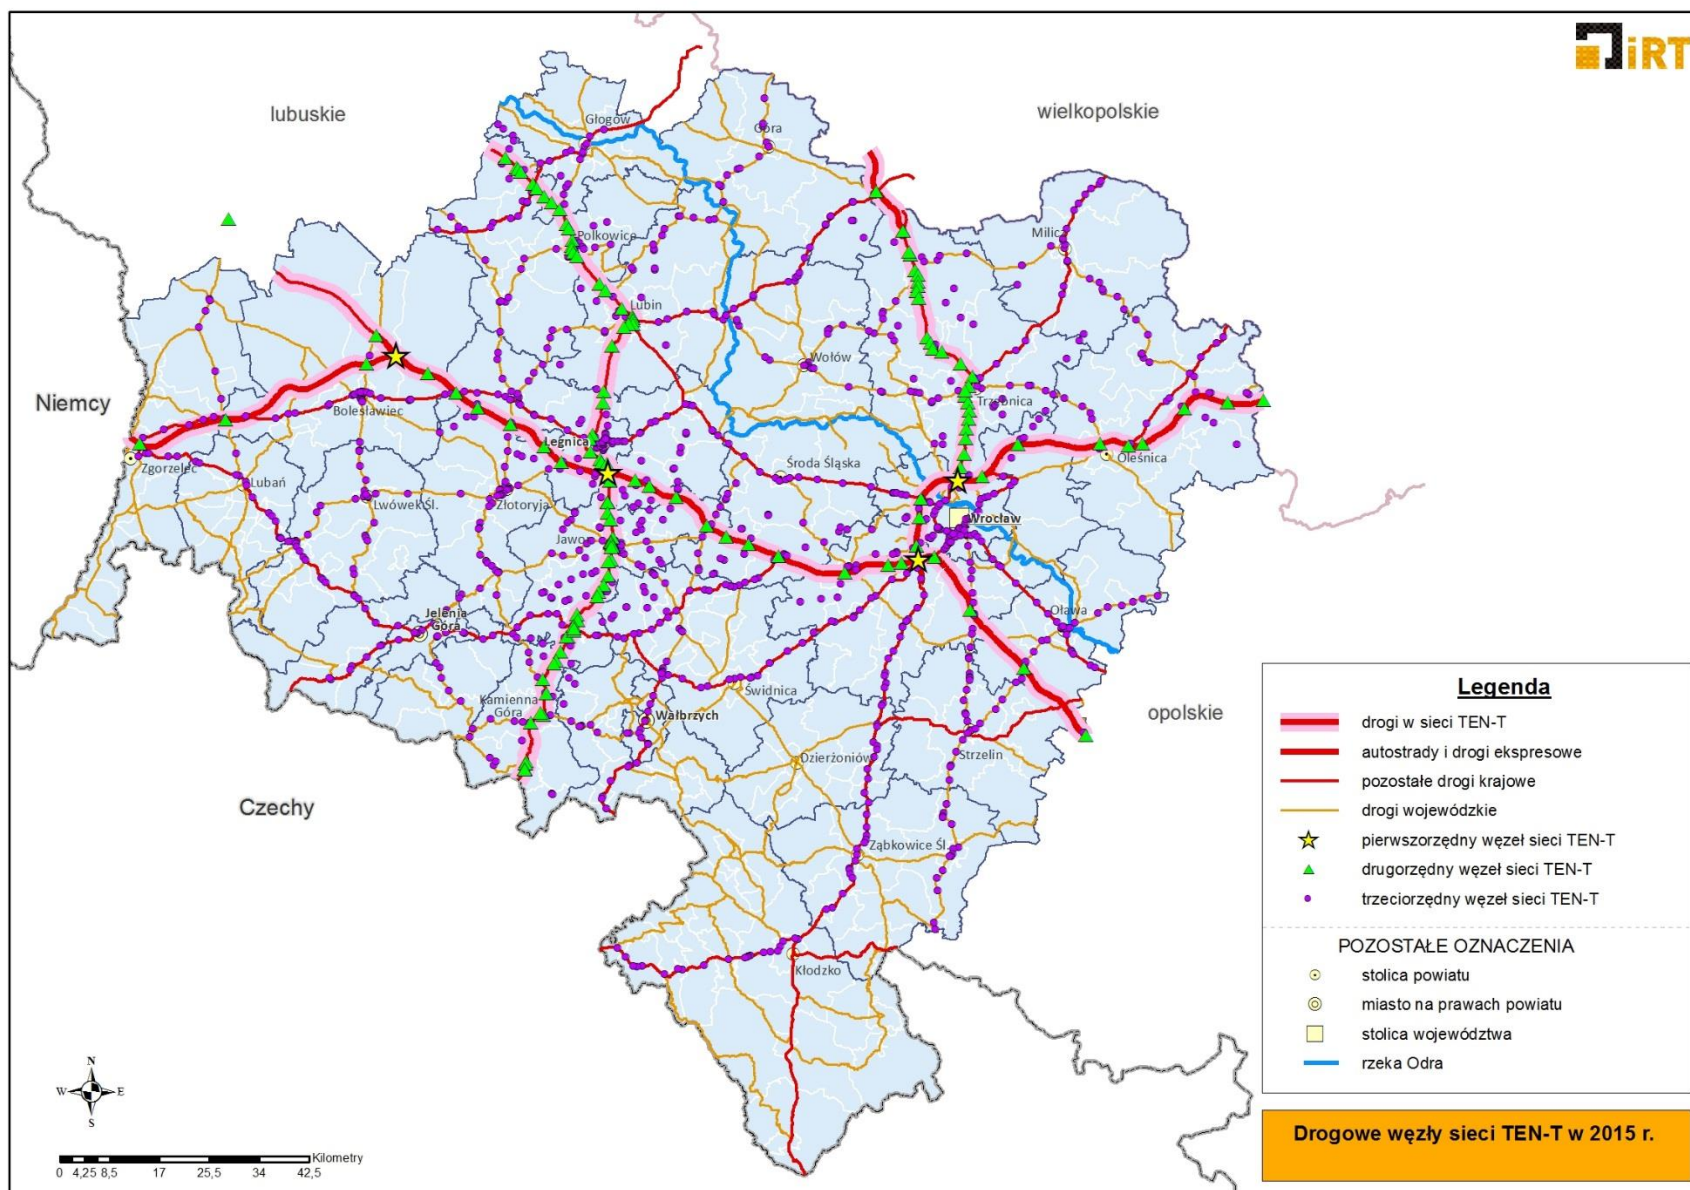 iRT
lubuskie
wielkopolskie
Głogów
Góra
Polkowice
Milicz
Lubin
Wołów
Niemcy
Bolesławiec
Trzebnica
Legnica
Zgorzelec
Środa Śląska
Oleśnica
Lubań
Lwówek Śl.
Złotoryja
Wrocław
Jawor
Jelenia
Góra
Oława
Kamienna
Góra
Świdnica
Wałbrzych
opolskie
Dzierżoniów
Strzelin
Czechy
Ząbkowice Śl.
Kłodzko
Legenda
drogi w sieci TEN-T
autostrady i drogi ekspresowe
pozostałe drogi krajowe
drogi wojewódzkie
pierwszorzędny węzeł sieci TEN-T
drugorzędny węzeł sieci TEN-T
trzeciorzędny węzeł sieci TEN-T
POZOSTAŁE OZNACZENIA
stolica powiatu
miasto na prawach powiatu
stolica województwa
rzeka Odra
Drogowe węzły sieci TEN-T w 2015 r.
N
W E
S
Kilometry
0 4,25 8,5 17 25,5 34 42,5